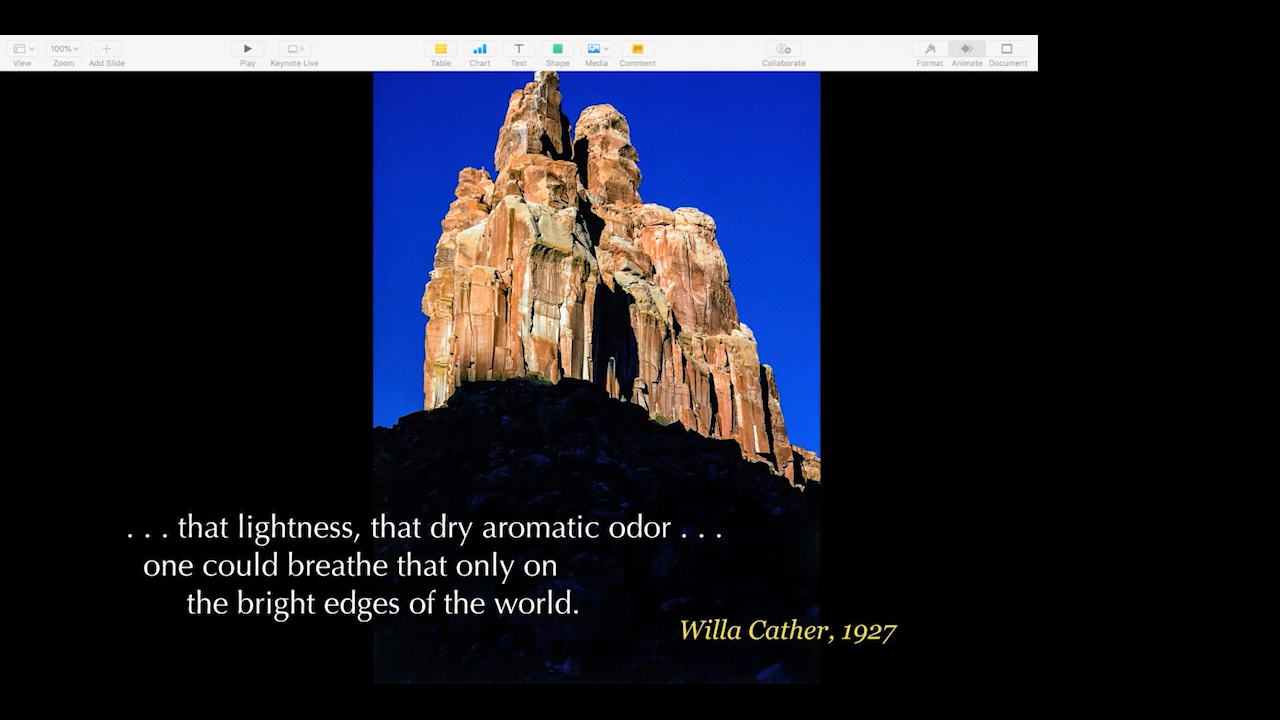 View
100%
Zoom
Add Slide
Play
Keynote Live
Table
T
Chart
Text
Shape
Media
Comment
Collaborate
Format
Animate
Document
. . . that lightness, that dry aromatic odor . . .
one could breathe that only on
the bright edges of the world.
Willa Cather, 1927